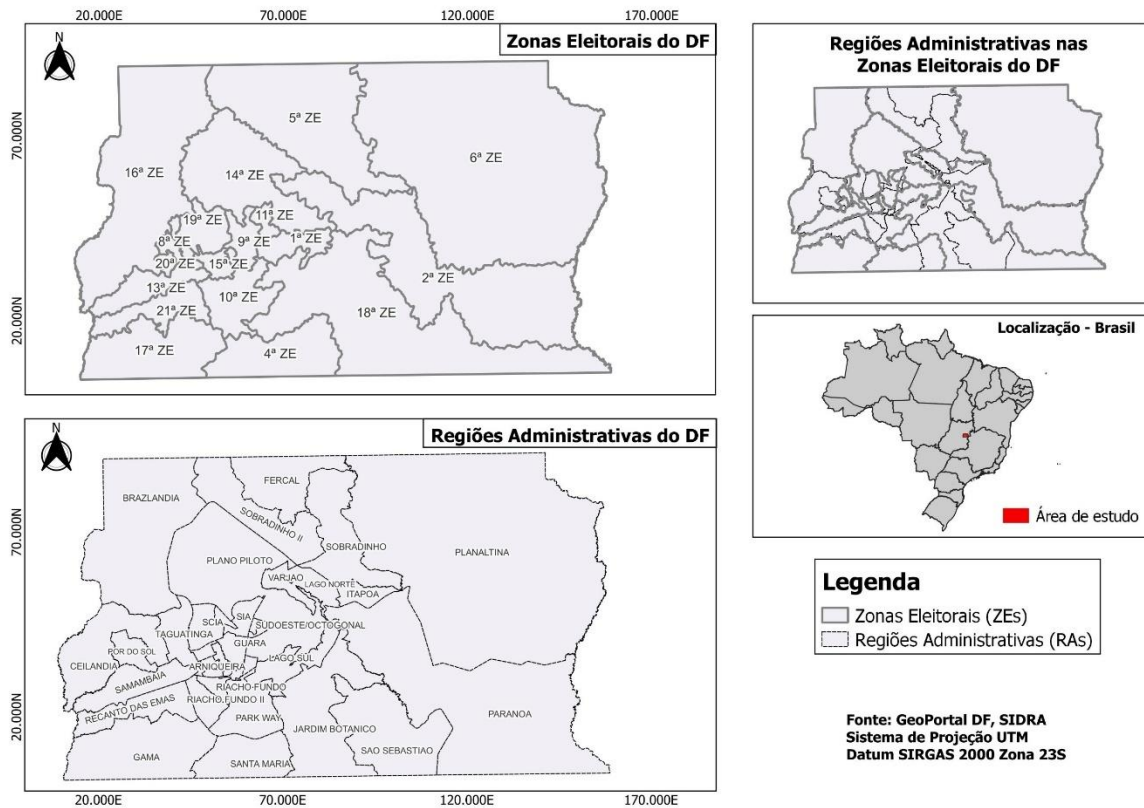 20.000E 70.000E 120.000E 170.000E
N
Zonas Eleitorais do DF
70.000N
20.000N
5ª ZE
6ª ZE
16ª ZE
14ª ZE
11ª ZE
19ª ZE
1ª ZE
8ª ZE
9ª ZE
20ª ZE
15ª ZE
2ª ZE
13ª ZE
10ª ZE
21ª ZE
18ª ZE
17ª ZE
4ª ZE
Regiões Administrativas nas
Zonas Eleitorais do DF
Localização - Brasil
Área de estudo
N
Regiões Administrativas do DF
70.000N
20.000N
FERCAL
BRAZLANDIA
SOBRADINHO II
SOBRADINHO
PLANALTINA
PLANO PILOTO
VARJAO
LAGO NORTE
ITAPOA
SCIA
SIA
SUDOESTE/OCTOGONAL
TAGUATINGA
GUARA
POR DO SOL
LAGO SUL
CEILANDIA
ARNIQUEIRA
SAMAMBAIA
RIACHO FUNDO
RECANTO DAS EMAS
RIACHO FUNDO II
PARANOA
PARK WAY
JARDIM BOTANICO
GAMA
SAO SEBASTIAO
SANTA MARIA
20.000E 70.000E 120.000E 170.000E
Legenda
Zonas Eleitorais (ZEs)
Regiões Administrativas (RAs)
Fonte: GeoPortal DF, SIDRA
Sistema de Projeção UTM
Datum SIRGAS 2000 Zona 23S